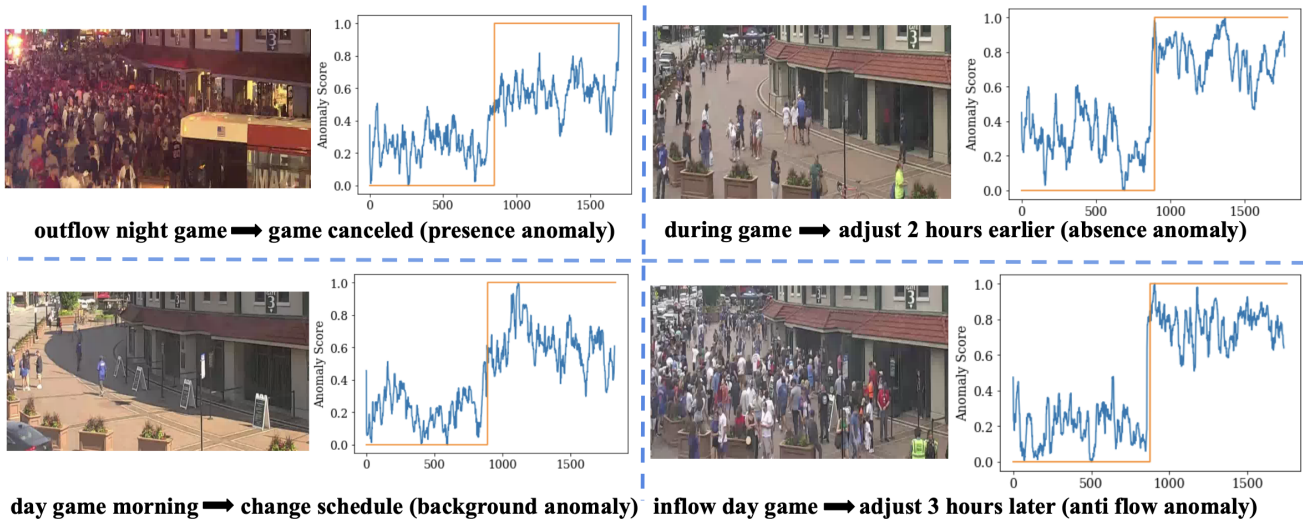 3
1.0
0.8
0.6
0.4
0.2
0.0
Anomaly Score
0 500 1000 1500
outflow night game ➡ game canceled (presence anomaly)
3
1.0
0.8
0.6
0.4
0.2
0.0
Anomaly Score
0 500 1000 1500
during game ➡ adjust 2 hours earlier (absence anomaly)
3
1.0
0.8
0.6
0.4
0.2
0.0
Anomaly Score
0 500 1000 1500
day game morning ➡ change schedule (background anomaly)
3
1.0
0.8
0.6
0.4
0.2
0.0
Anomaly Score
0 500 1000 1500
inflow day game ➡ adjust 3 hours later (anti flow anomaly)